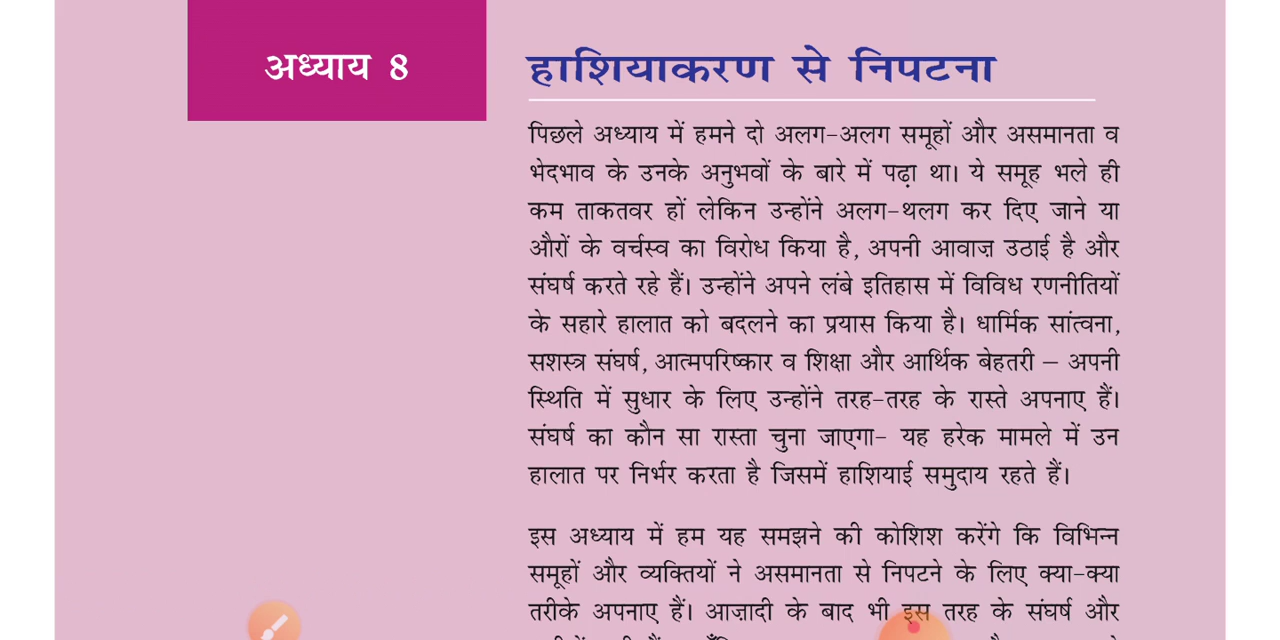 अध्याय 8
हाशियाकरण से निपटना
पिछले अध्याय में हमने दो अलग-अलग समूहों और असमानता व
भेदभाव के उनके अनुभवों के बारे में पढ़ा था। ये समूह भले ही
कम ताकतवर हों लेकिन उन्होंने अलग-थलग कर दिए जाने या
औरों के वर्चस्व का विरोध किया है, अपनी आवाज़ उठाई है और
संघर्ष करते रहे हैं। उन्होंने अपने लंबे इतिहास में विविध रणनीतियों
के सहारे हालात को बदलने का प्रयास किया है। धार्मिक सांत्वना,
सशस्त्र संघर्ष, आत्मपरिष्कार व शिक्षा और आर्थिक बेहतरी – अपनी
स्थिति में सुधार के लिए उन्होंने तरह-तरह के रास्ते अपनाए हैं।
संघर्ष का कौन सा रास्ता चुना जाएगा- यह हरेक मामले में उन
हालात पर निर्भर करता है जिसमें हाशियाई समुदाय रहते हैं।
इस अध्याय में हम यह समझने की कोशिश करेंगे कि विभिन्न
समूहों और व्यक्तियों ने असमानता से निपटने के लिए क्या-क्या
तरीके अपनाए हैं। आज़ादी के बाद भी इस तरह के संघर्ष और